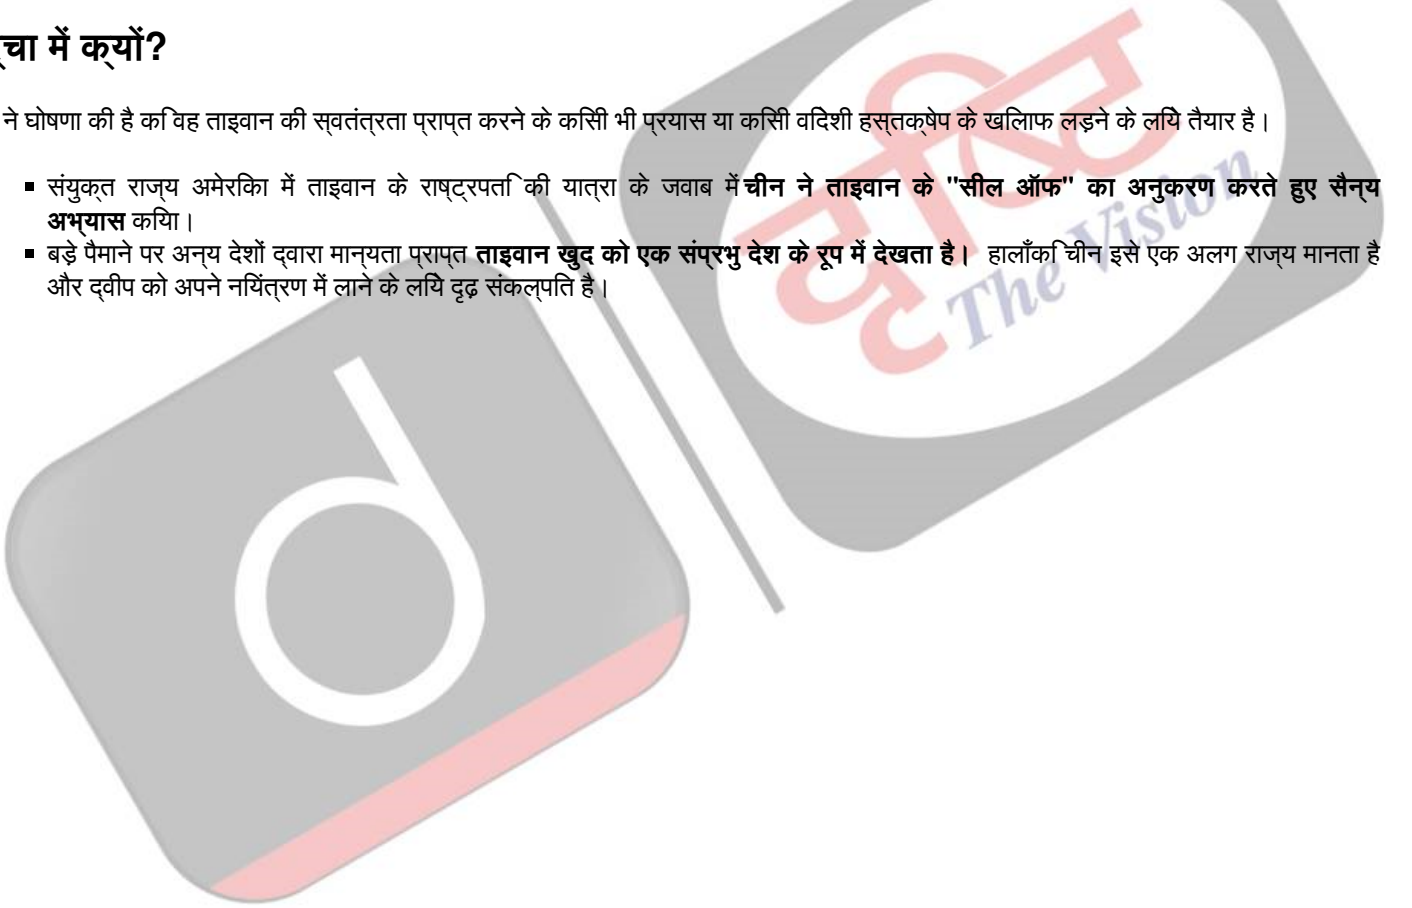 ्चा में क्यों?
ने घोषणा की है कि वह ताइवान की स्वतंत्रता प्राप्त करने के किसी भी प्रयास या किसी विदेशी हस्तक्षेप के खिलाफ लड़ने के लिये तैयार है।
▪ संयुक्त राज्य अमेरिका में ताइवान के राष्ट्रपति की यात्रा के जवाब में चीन ने ताइवान के "सील ऑफ" का अनुकरण करते हुए सैन्य
अभ्यास किया।
▪ बड़े पैमाने पर अन्य देशों द्वारा मान्यता प्राप्त ताइवान खुद को एक संप्रभु देश के रूप में देखता है। हालाँकि चीन इसे एक अलग राज्य मानता है
और द्वीप को अपने नियंत्रण में लाने के लिये दृढ़ संकल्पित है।
d
दृष्टि
The Vision